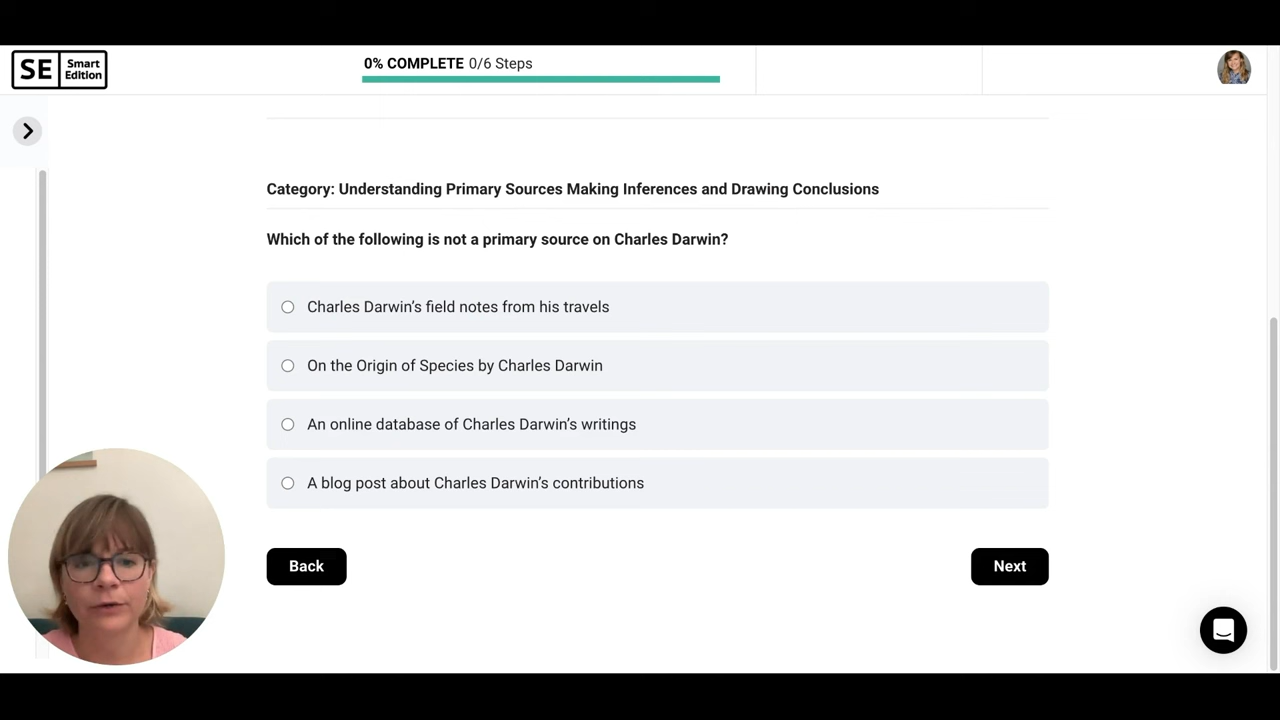 SE Smart
Edition
0% COMPLETE 0/6 Steps
Category: Understanding Primary Sources Making Inferences and Drawing Conclusions
Which of the following is not a primary source on Charles Darwin?
Charles Darwin’s field notes from his travels
On the Origin of Species by Charles Darwin
An online database of Charles Darwin’s writings
A blog post about Charles Darwin’s contributions
Back
Next